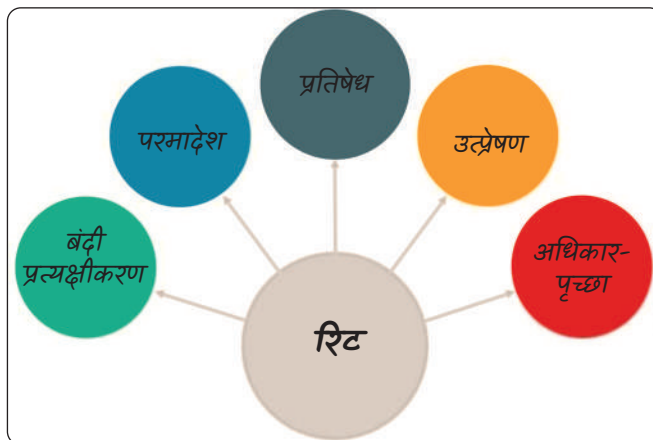 प्रतिषेध
परमादेश
उत्प्रेषण
बंदी
प्रत्यक्षीकरण
अधिकार-
पृच्छा
रिट